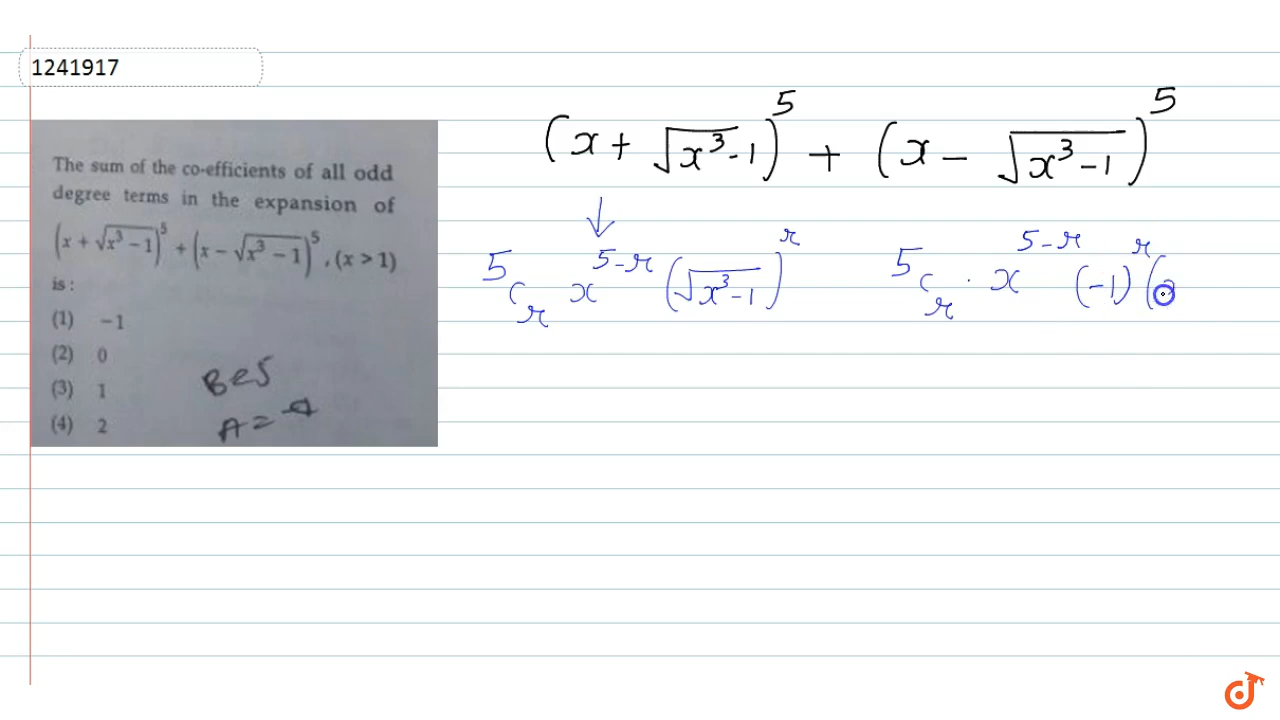 1241917
The sum of the co-efficients of all odd
degree terms in the expansion of
(x + √x³ – 1)⁵ + (x – √x³ – 1)⁵, (x > 1)
is :
(1) –1
(2) 0
(3) 1
(4) 2
A =
(x + √x³-1)⁵ + (x – √x³-1)⁵
↓
⁵Cᵣ x⁵⁻ʳ (√x³-1)ʳ ⁵Cᵣ · x⁵⁻ʳ (-1)ʳ (